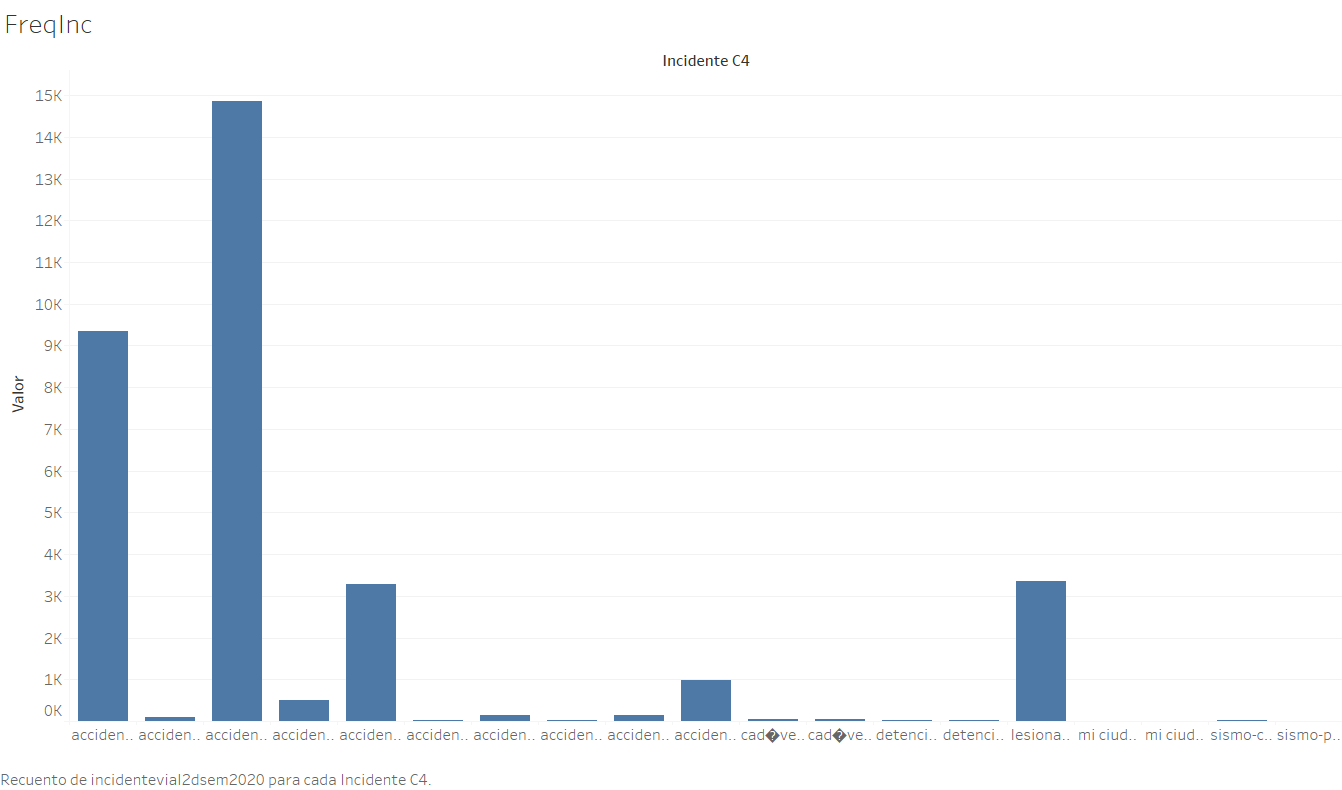 FreqInc
Incidente C4
15K
14K
13K
12K
11K
10K
9K
8K
7K
6K
5K
4K
3K
2K
1K
0K
Valor
acciden.. acciden.. acciden.. acciden.. acciden.. acciden.. acciden.. acciden.. acciden.. acciden.. cad�ve.. cad�ve.. detenci.. detenci.. lesiona.. mi ciud.. mi ciud.. sismo-c.. sismo-p..
Recuento de incidentevial2dsem2020 para cada Incidente C4.